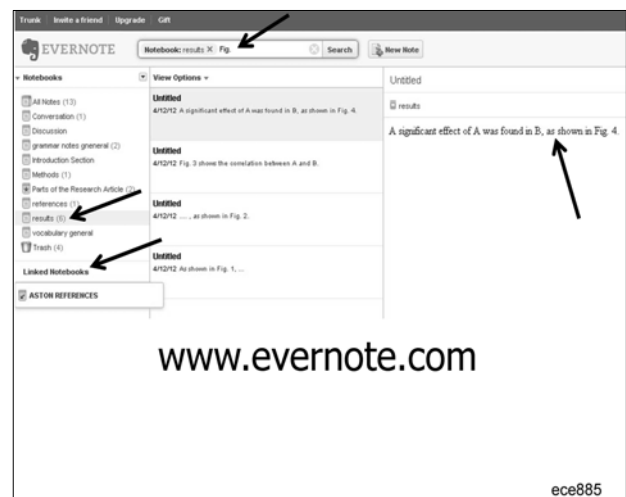 Trunk Invite a friend Upgrade Gift
EVERNOTE
Notebook: results × Fig.
Search
New Note
Notebooks
All Notes (13)
Conversation (1)
Discussion
grammer notes gneneral (2)
Introduction Section
Methods (1)
Parts of the Research Article (2)
references (1)
results (6)
vocabulary general
Trash (4)
Linked Notebooks
ASTON REFERENCES
View Options
Untitled
4/12/12 A significant effect of A was found in B, as shown in Fig. 4.
Untitled
4/12/12 Fig. 3 shows the correlation between A and B.
Untitled
4/12/12 .... , as shown in Fig. 2.
Untitled
4/12/12 As shown in Fig. 1, ...
Untitled
results
A significant effect of A was found in B, as shown in Fig. 4.
www.evernote.com
ece885